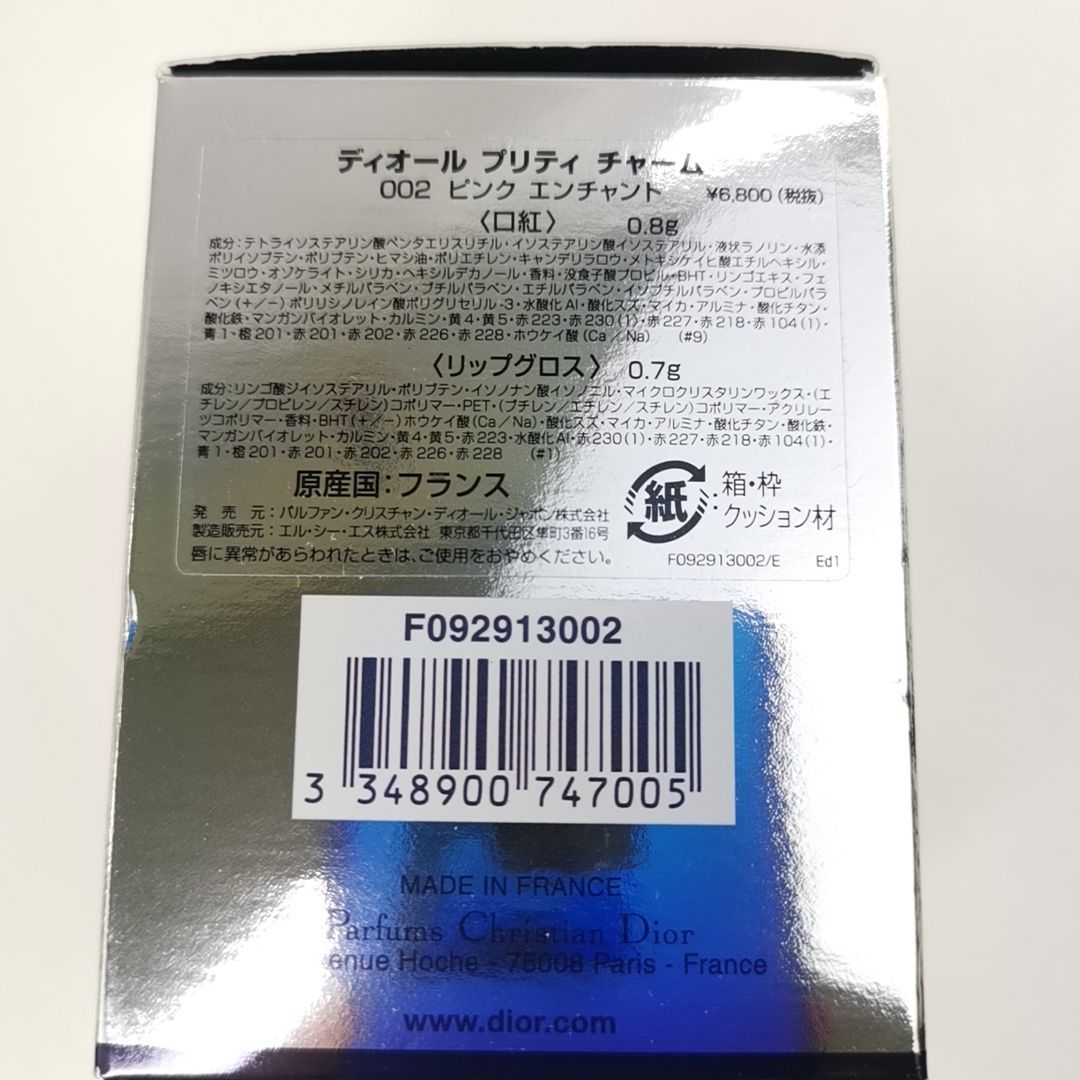 ディオール プリティ チャーム
002 ピンク エンチャント ¥6,800(税抜)
〈口紅〉 0.8g
成分:テトライソステアリン酸ペンタエリスリチル・イソステアリン酸イソステアリル・液状ラノリン・水添
ポリイソブテン・ポリブテン・ヒマシ油・ポリエチレン・キャンデリラロウ・メトキシケイヒ酸エチルヘキシル・
ミツロウ・オゾケライト・シリカ・ヘキシルデカノール・香料・没食子酸プロピル・BHT・リンゴエキス・フェ
ノキシエタノール・メチルパラベン・ブチルパラベン・エチルパラベン・イソブチルパラベン・プロピルパラ
ベン(+/−)ポリリシノレイン酸ポリグリセリル-3・水酸化Al・酸化スズ・マイカ・アルミナ・酸化チタン・
酸化鉄・マンガンバイオレット・カルミン・黄4・黄5・赤223・赤230(1)・赤227・赤218・赤104(1)・
青1・橙201・赤201・赤202・赤226・赤228・ホウケイ酸(Ca/Na) (#9)
〈リップグロス〉 0.7g
成分:リンゴ酸ジイソステアリル・ポリブテン・イソノナン酸イソノニル・マイクロクリスタリンワックス・(エ
チレン/プロピレン/スチレン)コポリマー・PET・(ブチレン/エチレン/スチレン)コポリマー・アクリレー
ツコポリマー・香料・BHT(+/−)ホウケイ酸(Ca/Na)・酸化スズ・マイカ・アルミナ・酸化チタン・酸化鉄・
マンガンバイオレット・カルミン・黄4・黄5・赤223・水酸化Al・赤230(1)・赤227・赤218・赤104(1)・
青1・橙201・赤201・赤202・赤226・赤228 (#1)
原産国:フランス
発売元:パルファン・クリスチャン・ディオール・ジャポン株式会社
製造販売元:エル・シー・エス株式会社 東京都千代田区隼町3番16号
唇に異常があらわれたときは、ご使用をおやめください。
紙:箱・枠
クッション材
F092913002/E Ed1
F092913002
3 348900 747005
MADE IN FRANCE
Parfums Christian Dior
enue Hoche - 75008 Paris - France
www.dior.com